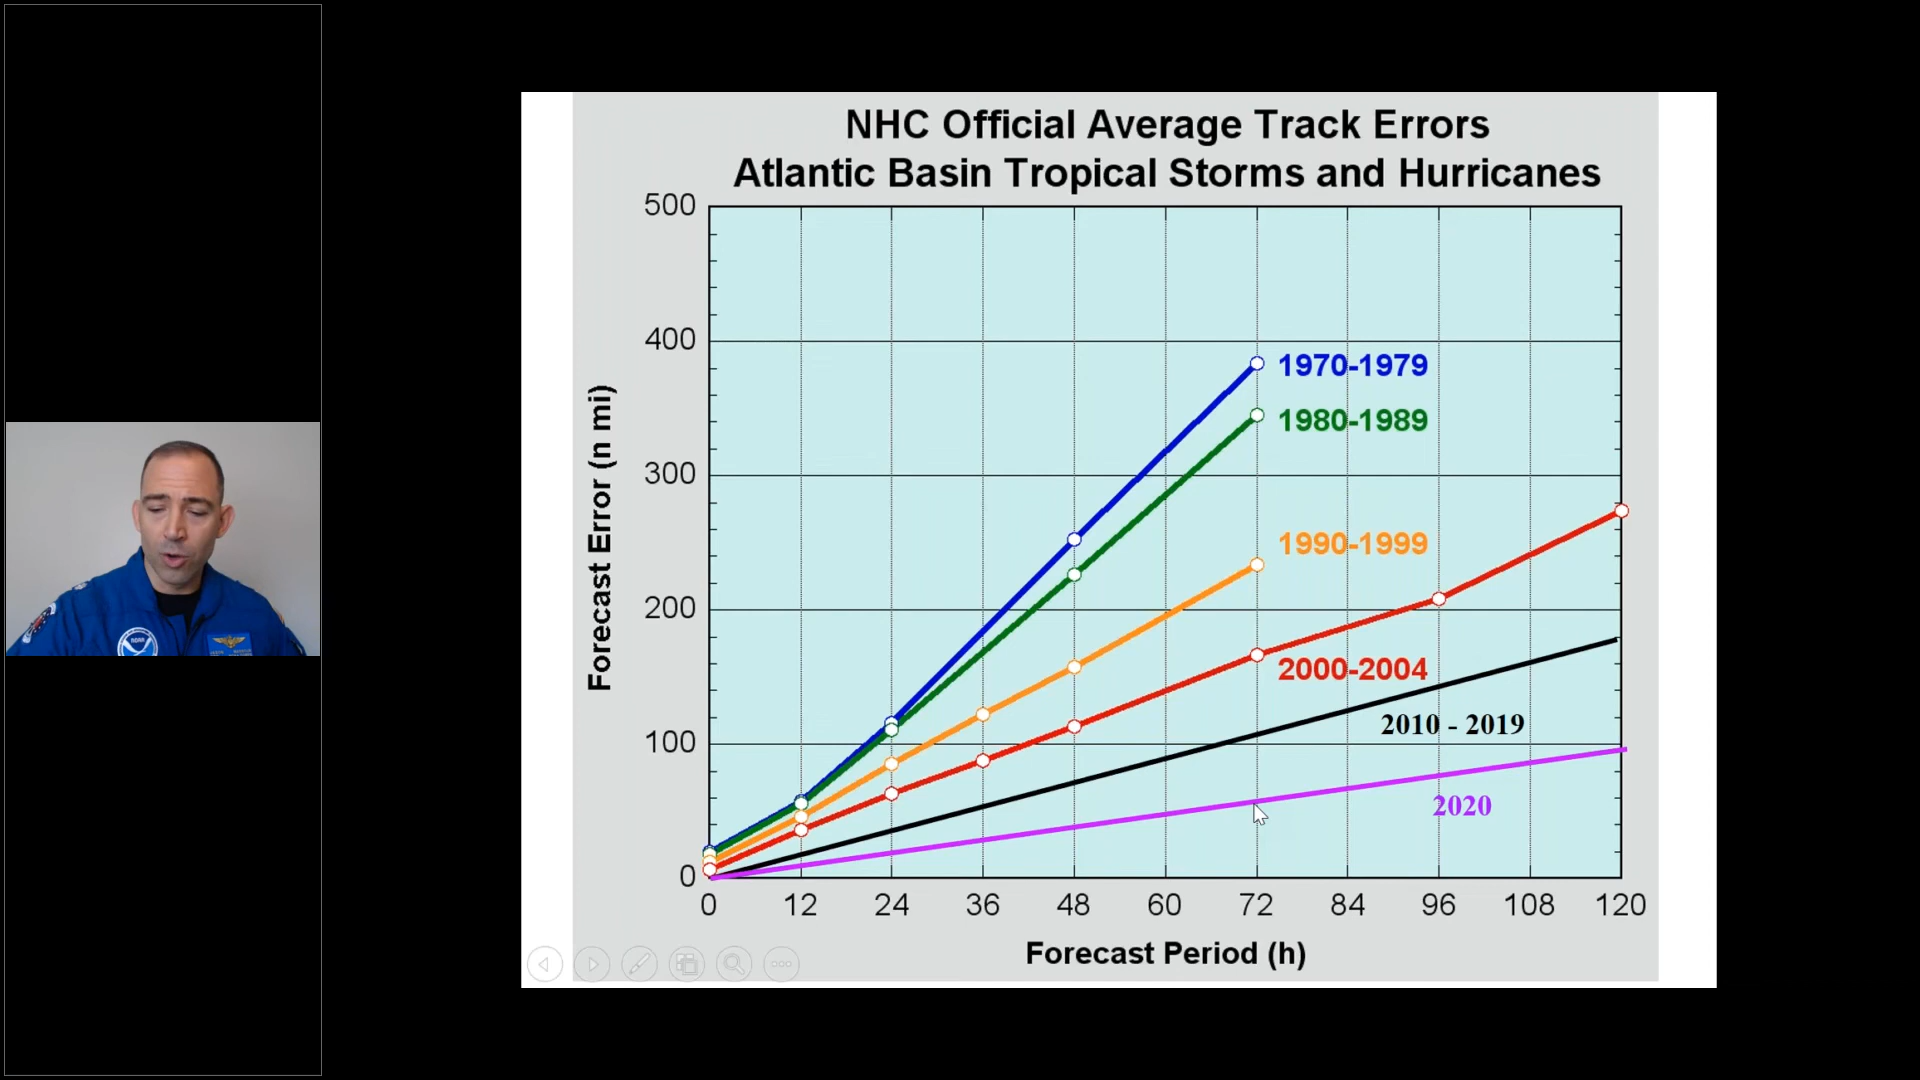 NHC Official Average Track Errors
Atlantic Basin Tropical Storms and Hurricanes
500
400
300
200
100
0
Forecast Error (n mi)
1970-1979
1980-1989
1990-1999
2000-2004
2010 - 2019
2020
0 12 24 36 48 60 72 84 96 108 120
Forecast Period (h)
NOAA